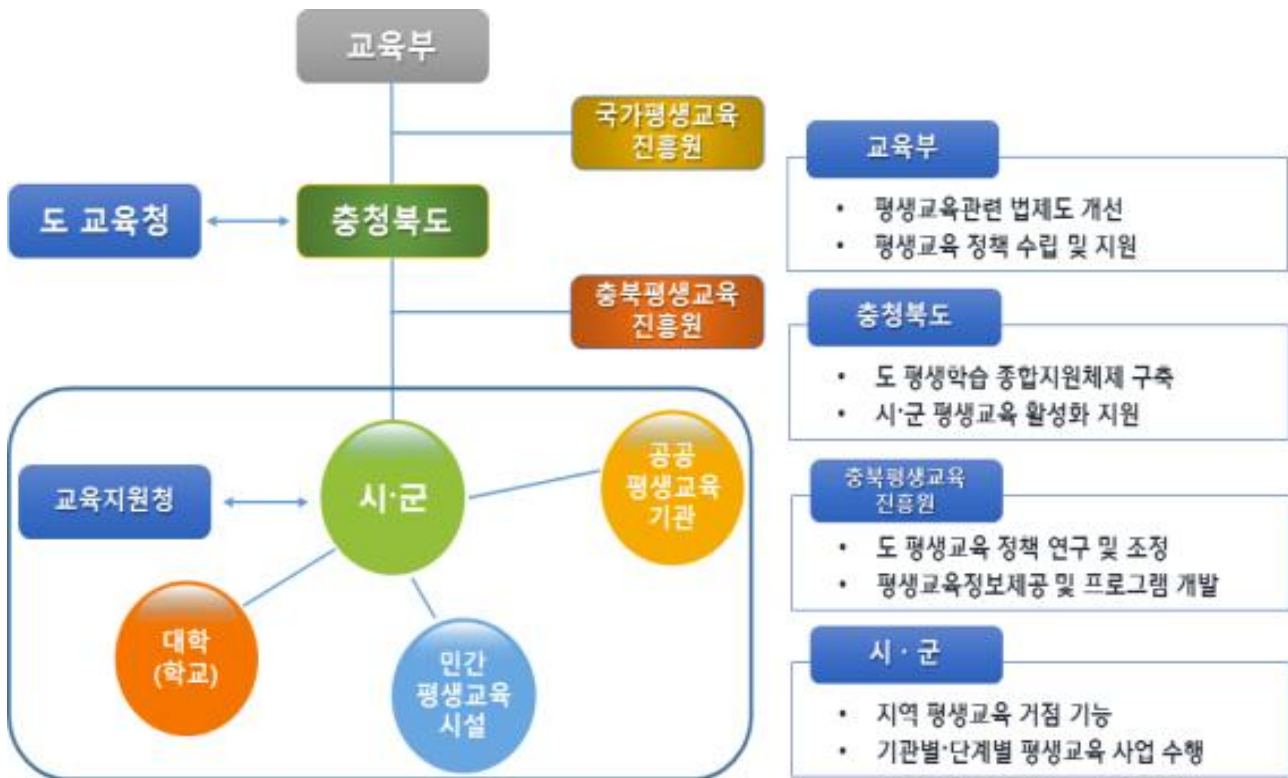 교육부
국가평생교육
진흥원
도 교육청
충청북도
충북평생교육
진흥원
교육지원청
시·군
공공
평생교육
기관
대학
(학교)
민간
평생교육
시설
교육부
• 평생교육관련 법제도 개선
• 평생교육 정책 수립 및 지원
충청북도
• 도 평생학습 종합지원체제 구축
• 시·군 평생교육 활성화 지원
충북평생교육
진흥원
• 도 평생교육 정책 연구 및 조정
• 평생교육정보제공 및 프로그램 개발
시·군
• 지역 평생교육 거점 기능
• 기관별·단계별 평생교육 사업 수행